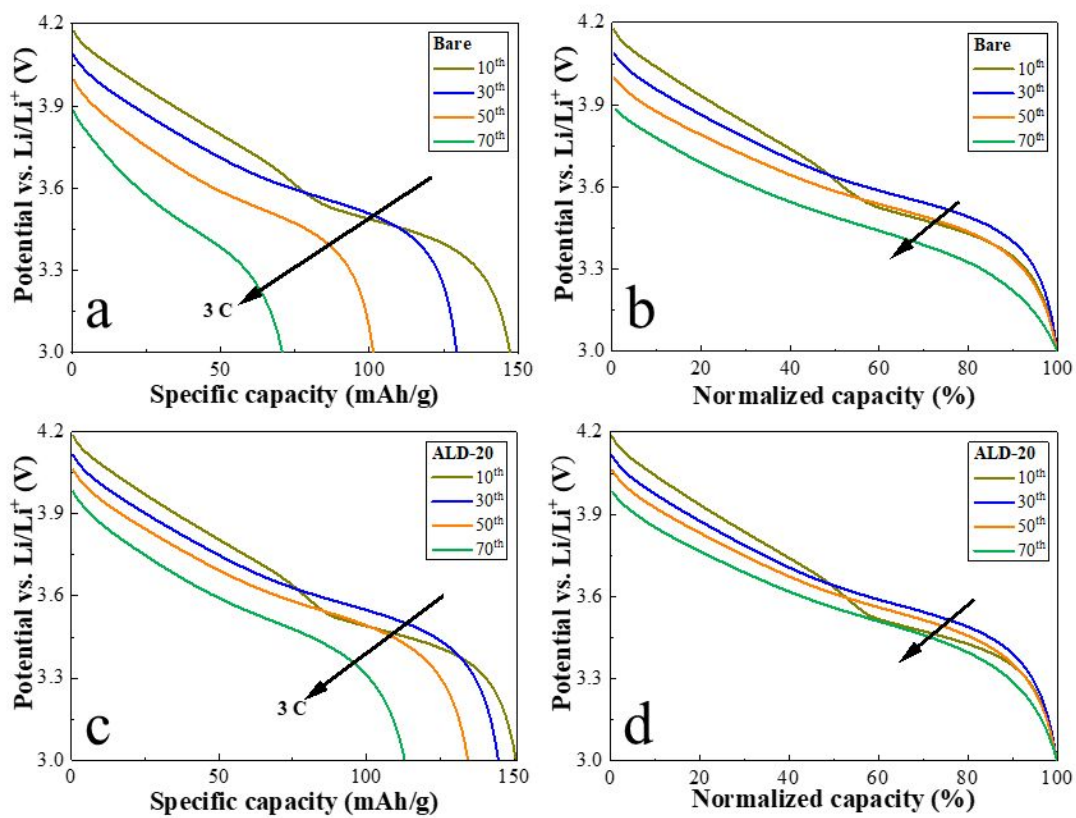 4.2
3.9
3.6
3.3
3.0
Potential vs. Li/Li⁺ (V)
Bare
10ᵗʰ
30ᵗʰ
50ᵗʰ
70ᵗʰ
3 C
a
0
50
100
150
Specific capacity (mAh/g)
4.2
3.9
3.6
3.3
3.0
Potential vs. Li/Li⁺ (V)
Bare
10ᵗʰ
30ᵗʰ
50ᵗʰ
70ᵗʰ
b
0
20
40
60
80
100
Normalized capacity (%)
4.2
3.9
3.6
3.3
3.0
Potential vs. Li/Li⁺ (V)
ALD-20
10ᵗʰ
30ᵗʰ
50ᵗʰ
70ᵗʰ
3 C
c
0
50
100
150
Specific capacity (mAh/g)
4.2
3.9
3.6
3.3
3.0
Potential vs. Li/Li⁺ (V)
ALD-20
10ᵗʰ
30ᵗʰ
50ᵗʰ
70ᵗʰ
d
0
20
40
60
80
100
Normalized capacity (%)